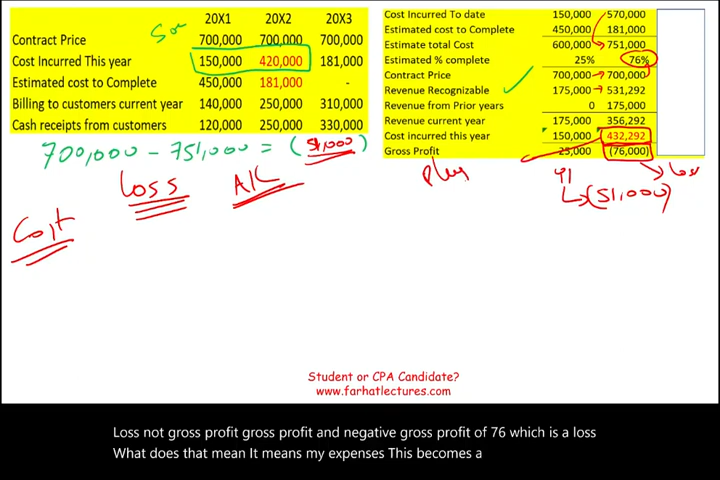 20X1 20X2 20X3
Contract Price 700,000 700,000 700,000
Cost Incurred This year 150,000 420,000 181,000
Estimated cost to Complete 450,000 181,000 -
Billing to customers current year 140,000 250,000 310,000
Cash receipts from customers 120,000 250,000 330,000
Cost Incurred To date 150,000 570,000
Estimated cost to Complete 450,000 181,000
Estimate total Cost 600,000 751,000
Estimated % complete 25% 76%
Contract Price 700,000 700,000
Revenue Recognizable 175,000 531,292
Revenue from Prior years 0 175,000
Revenue current year 175,000 356,292
Cost incurred this year 150,000 432,292
Gross Profit 25,000 (76,000)
700,000 - 751,000 = (51,000)
Loss
Loss
(51,000)
Cost
Student or CPA Candidate?
www.farhatlectures.com
Loss not gross profit gross profit and negative gross profit of 76 which is a loss
What does that mean It means my expenses This becomes a